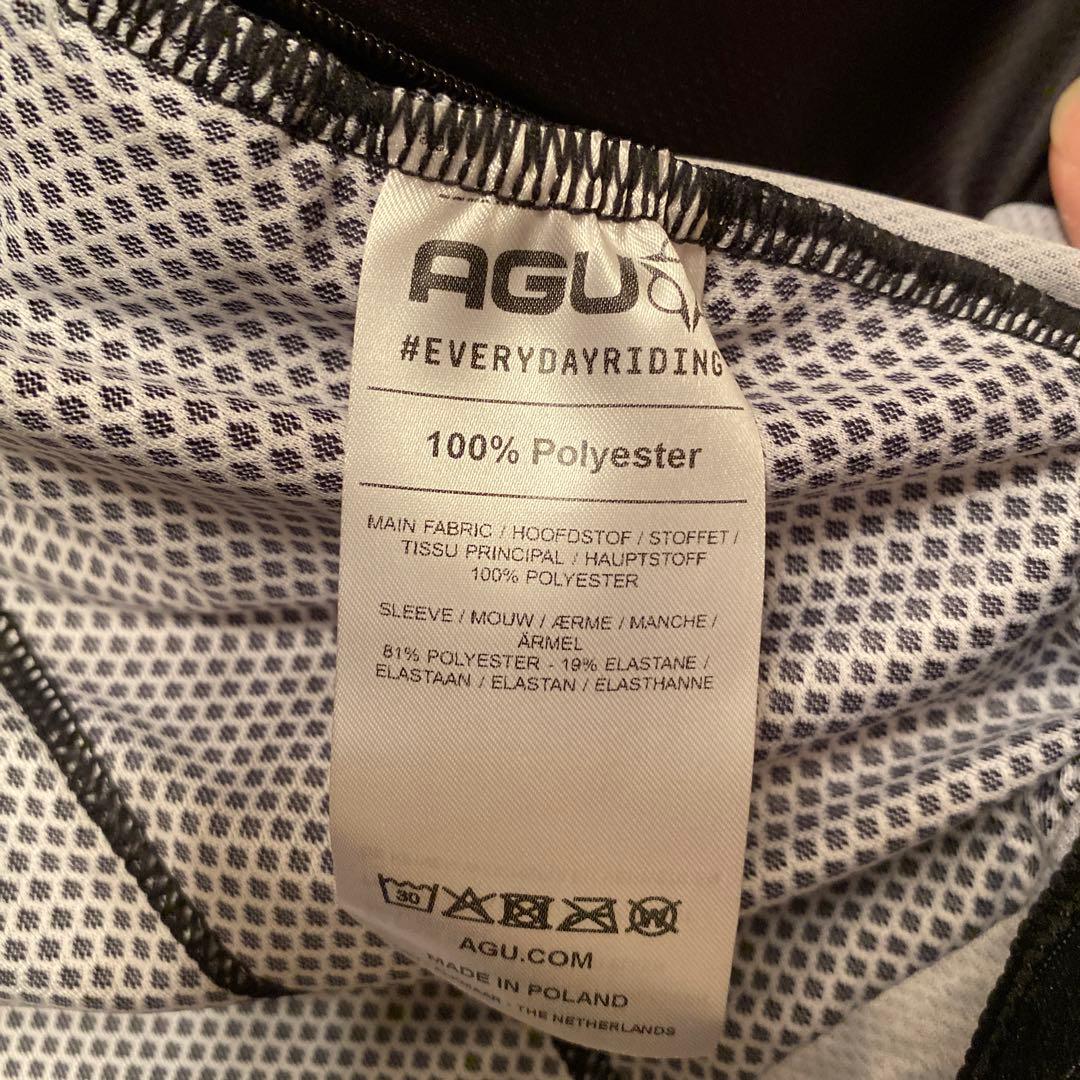 AGU
#EVERYDAYRIDING
100% Polyester
MAIN FABRIC / HOOFDSTOF / STOFFET /
TISSU PRINCIPAL / HAUPTSTOFF
100% POLYESTER
SLEEVE / MOUW / ÆRME / MANCHE /
ÄRMEL
81% POLYESTER - 19% ELASTANE /
ELASTAAN / ELASTAN / ELASTHANNE
30 W
AGU.COM
MADE IN POLAND
- THE NETHERLANDS